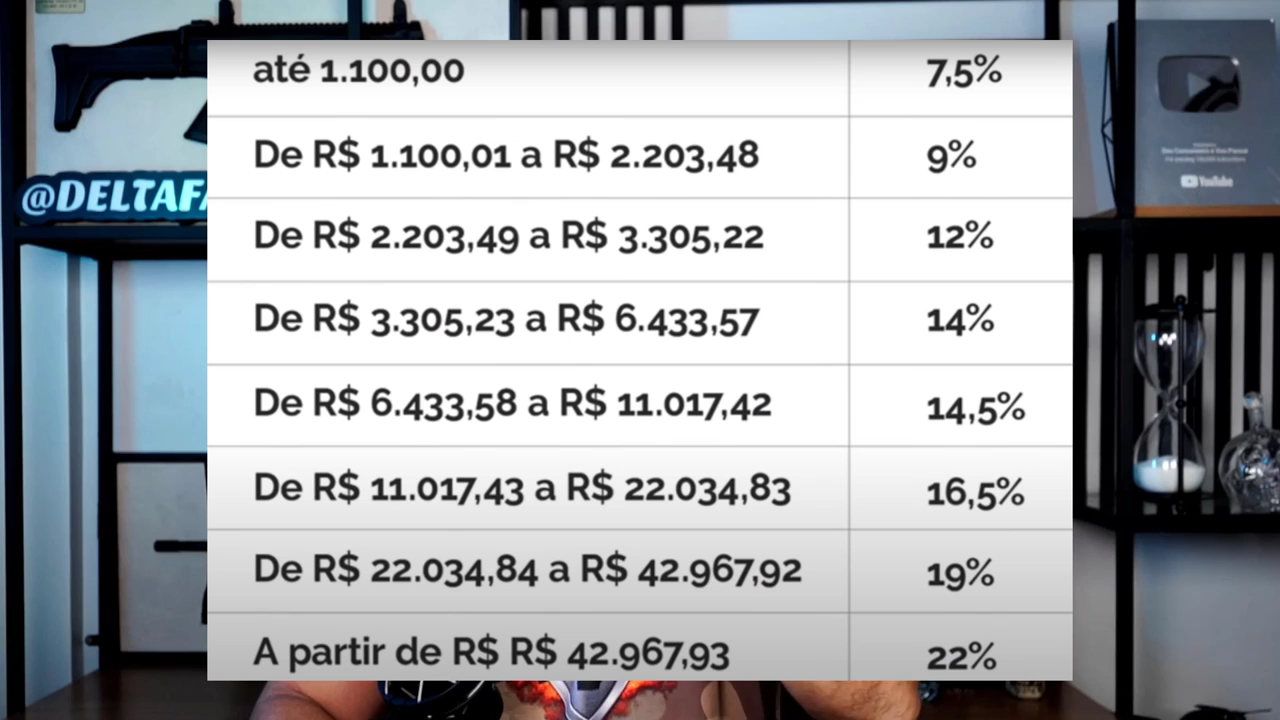 até 1.100,00 7,5%
De R$ 1.100,01 a R$ 2.203,48 9%
De R$ 2.203,49 a R$ 3.305,22 12%
De R$ 3.305,23 a R$ 6.433,57 14%
De R$ 6.433,58 a R$ 11.017,42 14,5%
De R$ 11.017,43 a R$ 22.034,83 16,5%
De R$ 22.034,84 a R$ 42.967,92 19%
A partir de R$ R$ 42.967,93 22%
@DELTAFA
YouTube